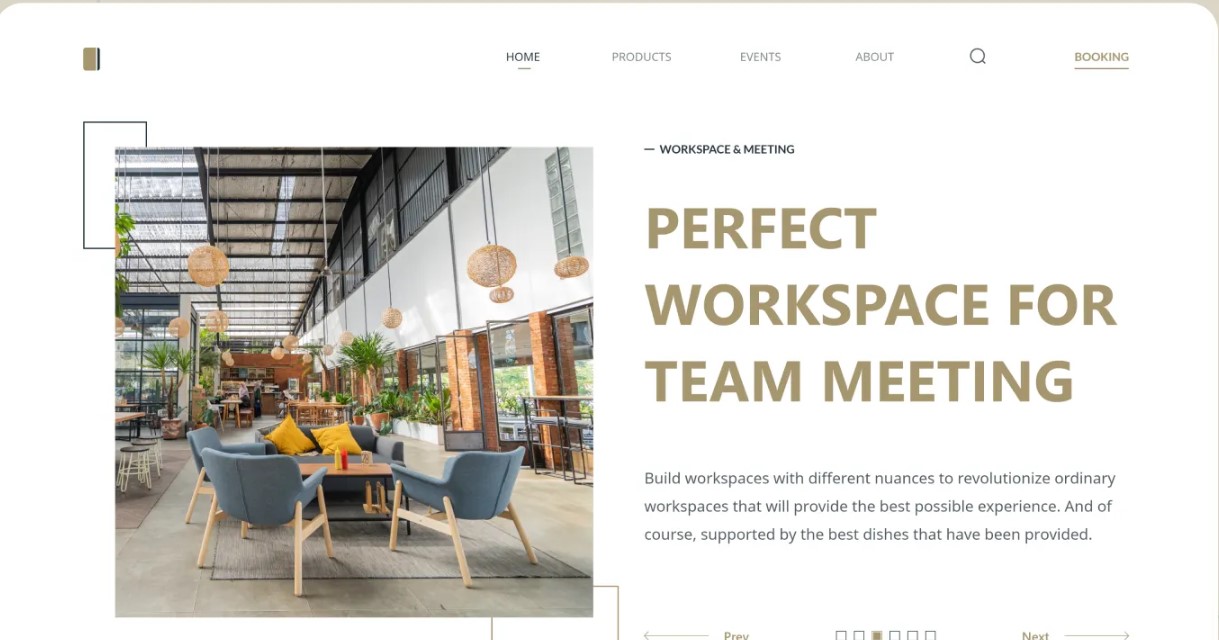 HOME
PRODUCTS
EVENTS
ABOUT
BOOKING
— WORKSPACE & MEETING
PERFECT
WORKSPACE FOR
TEAM MEETING
Build workspaces with different nuances to revolutionize ordinary
workspaces that will provide the best possible experience. And of
course, supported by the best dishes that have been provided.
Prev
Next